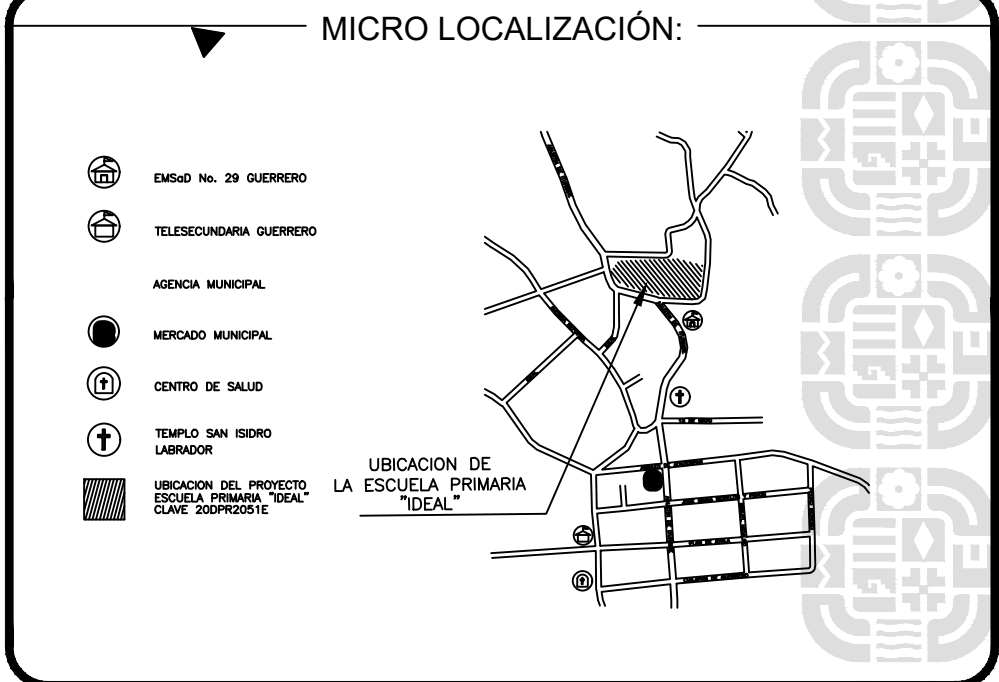 MICRO LOCALIZACIÓN:
EMSaD No. 29 GUERRERO
TELESECUNDARIA GUERRERO
AGENCIA MUNICIPAL
MERCADO MUNICIPAL
CENTRO DE SALUD
TEMPLO SAN ISIDRO
LABRADOR
UBICACION DEL PROYECTO
ESCUELA PRIMARIA "IDEAL"
CLAVE 20DPR2051E
UBICACION DE
LA ESCUELA PRIMARIA
"IDEAL"